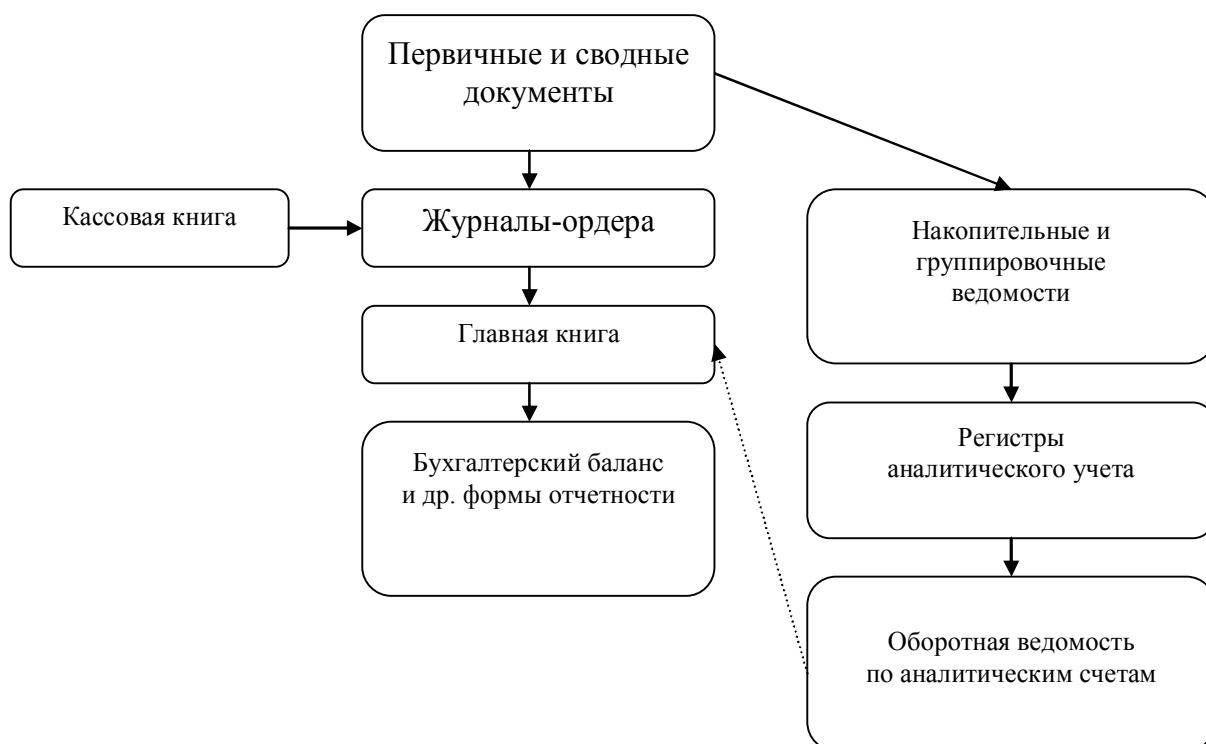 Первичные и сводные
документы
Кассовая книга
Журналы-ордера
Накопительные и
группировочные
ведомости
Главная книга
Бухгалтерский баланс
и др. формы отчетности
Регистры
аналитического учета
Оборотная ведомость
по аналитическим счетам